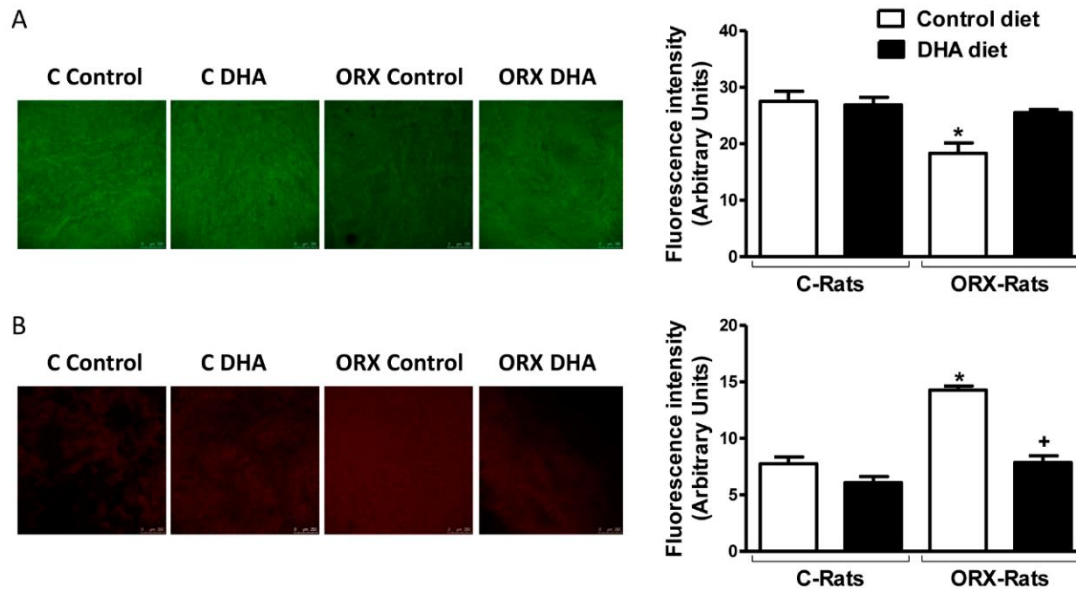 A
C Control C DHA ORX Control ORX DHA
Control diet
DHA diet
Fluorescence intensity
(Arbitrary Units)
40
30
20
10
0
*
C-Rats ORX-Rats
B
C Control C DHA ORX Control ORX DHA
Fluorescence intensity
(Arbitrary Units)
20
15
10
5
0
*
+
C-Rats ORX-Rats